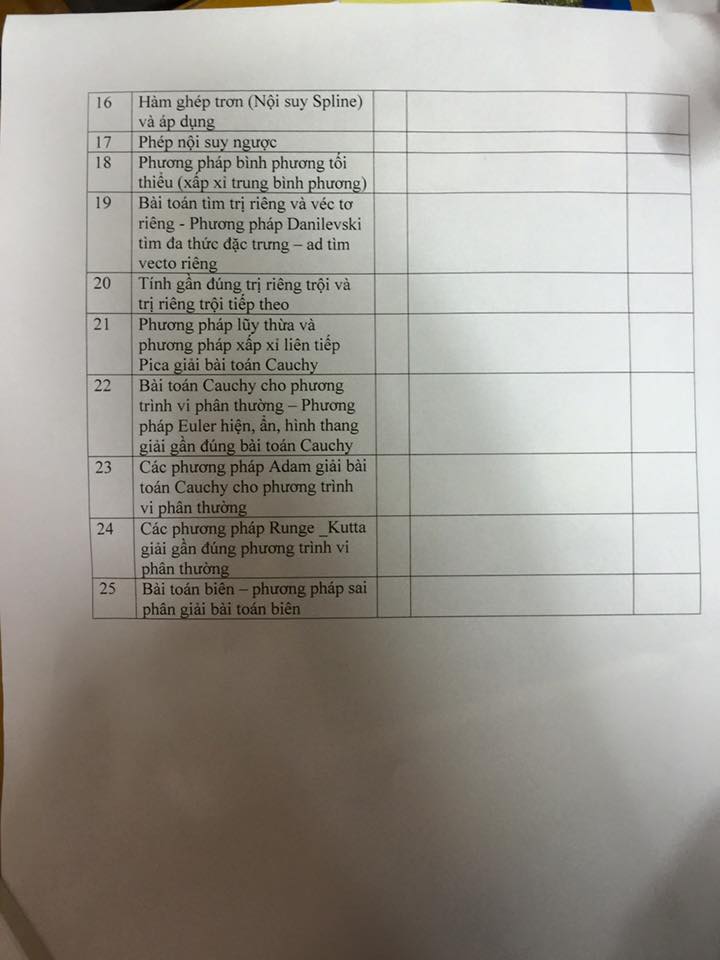 16 Hàm ghép trơn (Nội suy Spline)
và áp dụng
17 Phép nội suy ngược
18 Phương pháp bình phương tối
thiểu (xấp xỉ trung bình phương)
19 Bài toán tìm trị riêng và véc tơ
riêng - Phương pháp Danilevski
tìm đa thức đặc trưng – ad tìm
vecto riêng
20 Tính gần đúng trị riêng trội và
trị riêng trội tiếp theo
21 Phương pháp lũy thừa và
phương pháp xấp xỉ liên tiếp
Pica giải bài toán Cauchy
22 Bài toán Cauchy cho phương
trình vi phân thường – Phương
pháp Euler hiện, ẩn, hình thang
giải gần đúng bài toán Cauchy
23 Các phương pháp Adam giải bài
toán Cauchy cho phương trình
vi phân thường
24 Các phương pháp Runge _Kutta
giải gần đúng phương trình vi
phân thường
25 Bài toán biên – phương pháp sai
phân giải bài toán biên